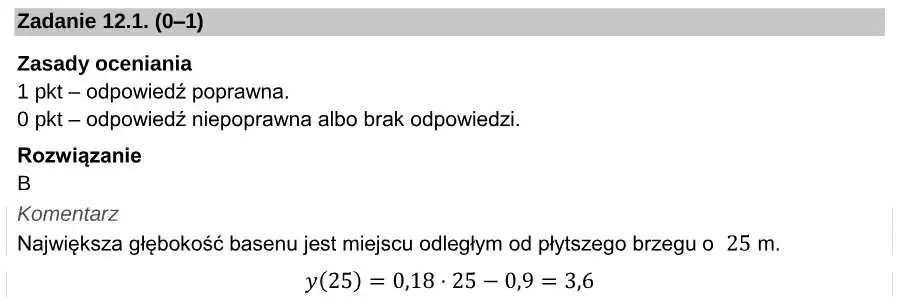 Zadanie 12.1. (0–1)
Zasady oceniania
1 pkt – odpowiedź poprawna.
0 pkt – odpowiedź niepoprawna albo brak odpowiedzi.
Rozwiązanie
B
Komentarz
Największa głębokość basenu jest miejscu odległym od płytszego brzegu o 25 m.
y(25) = 0,18 · 25 − 0,9 = 3,6